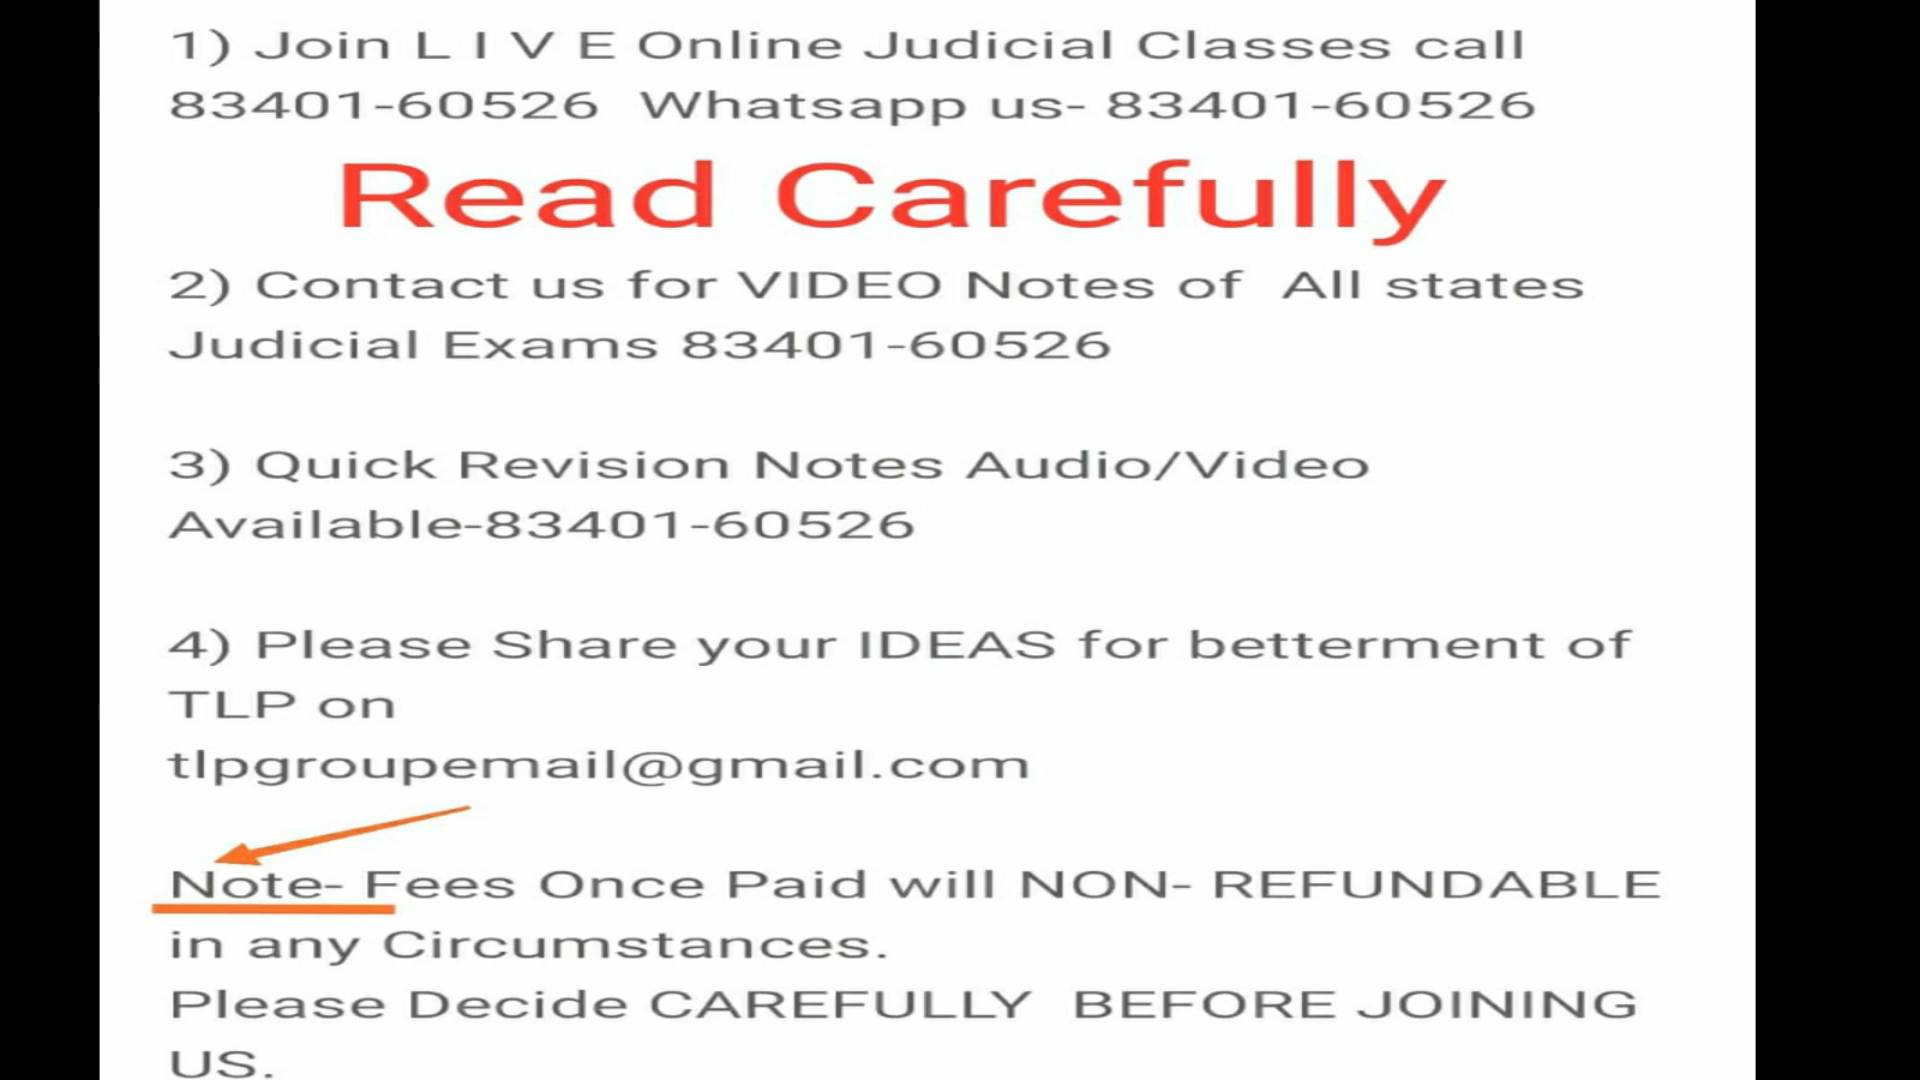 1) Join L I V E Online Judicial Classes call
83401-60526  Whatsapp us- 83401-60526
Read Carefully
2) Contact us for VIDEO Notes of  All states
Judicial Exams 83401-60526
3) Quick Revision Notes Audio/Video
Available-83401-60526
4) Please Share your IDEAS for betterment of
TLP on
tlpgroupemail@gmail.com
Note- Fees Once Paid will NON- REFUNDABLE
in any Circumstances.
Please Decide CAREFULLY  BEFORE JOINING
US.